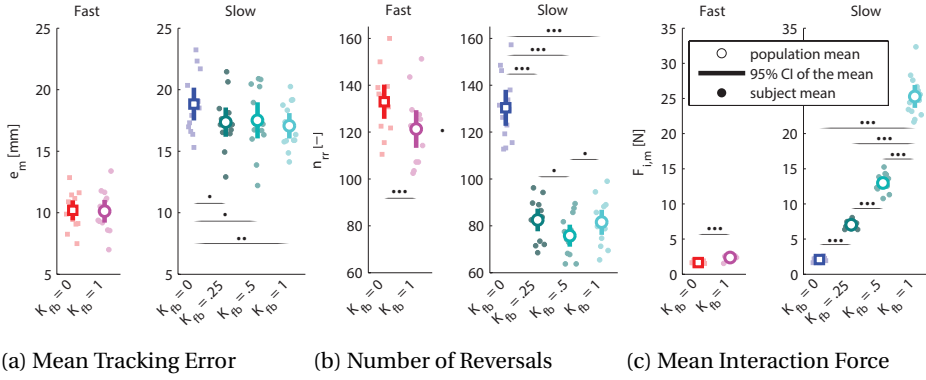 Fast
Slow
e_m [mm]
25
20
15
10
5
25
20
15
10
5
K_fb = 0
K_fb = 1
K_fb = 0
K_fb = .25
K_fb = .5
K_fb = 1
(a) Mean Tracking Error
Fast
Slow
n_rr [−]
160
140
120
100
80
60
160
140
120
100
80
60
K_fb = 0
K_fb = 1
K_fb = 0
K_fb = .25
K_fb = .5
K_fb = 1
(b) Number of Reversals
Fast
Slow
population mean
95% CI of the mean
subject mean
F_i,m [N]
35
30
25
20
15
10
5
0
35
20
15
10
5
0
K_fb = 0
K_fb = 1
K_fb = 0
K_fb = .25
K_fb = .5
K_fb = 1
(c) Mean Interaction Force